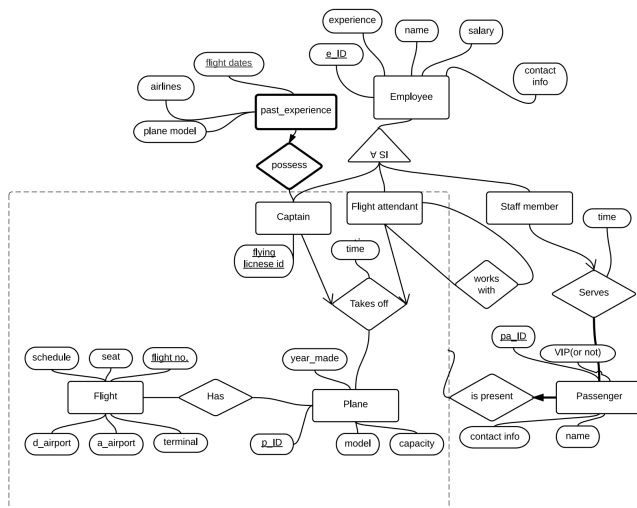 experience
name
salary
e_ID
contact
info
Employee
flight dates
airlines
plane model
past_experience
possess
IS A
Captain
Flight attendant
Staff member
flying
licnese id
time
time
works
with
Takes off
Serves
schedule
seat
flight no.
year_made
pa_ID
VIP(or not)
Flight
Has
Plane
is present
Passenger
d_airport
a_airport
terminal
p_ID
model
capacity
contact info
name